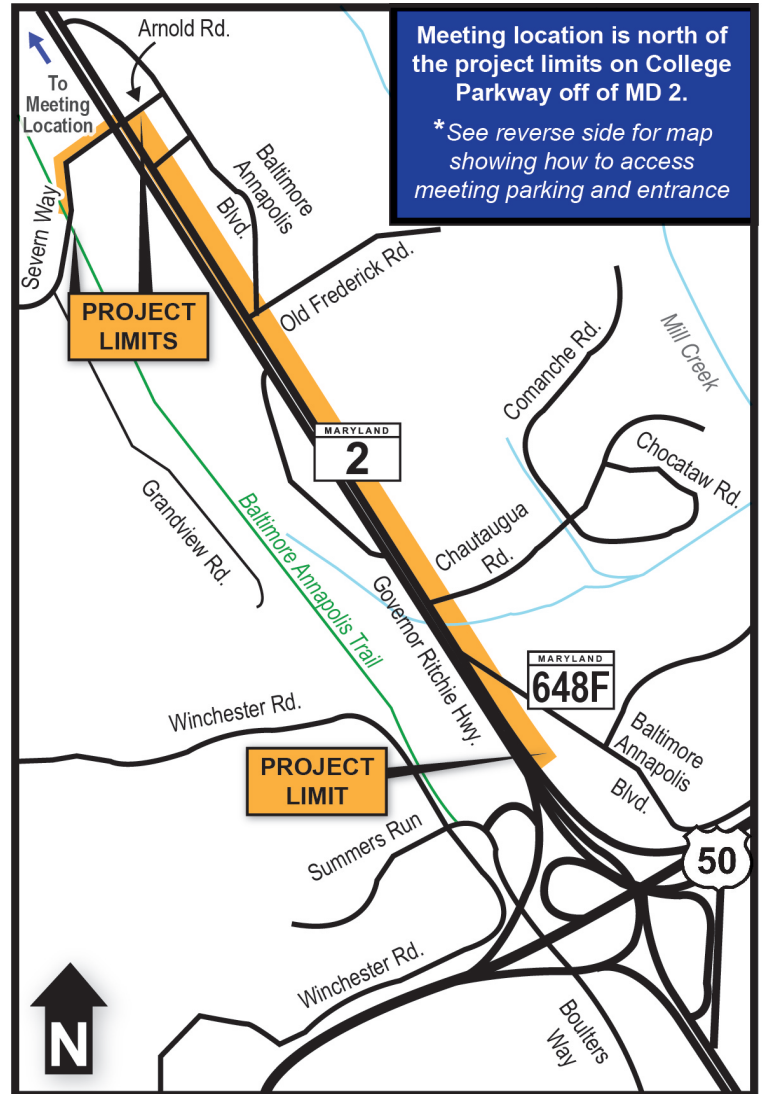 Meeting location is north of
the project limits on College
Parkway off of MD 2.
*See reverse side for map
showing how to access
meeting parking and entrance
Arnold Rd.
To
Meeting
Location
Baltimore
Annapolis
Blvd.
Severn Way
Old Frederick Rd.
PROJECT
LIMITS
Mill Creek
Comanche Rd.
MARYLAND
2
Chocataw Rd.
Grandview Rd.
Baltimore Annapolis Trail
Chautaugua
Rd.
Governor Ritchie Hwy.
MARYLAND
648F
Winchester Rd.
Baltimore
Annapolis
Blvd.
PROJECT
LIMIT
Summers Run
50
Winchester Rd.
Boulters
Way
N